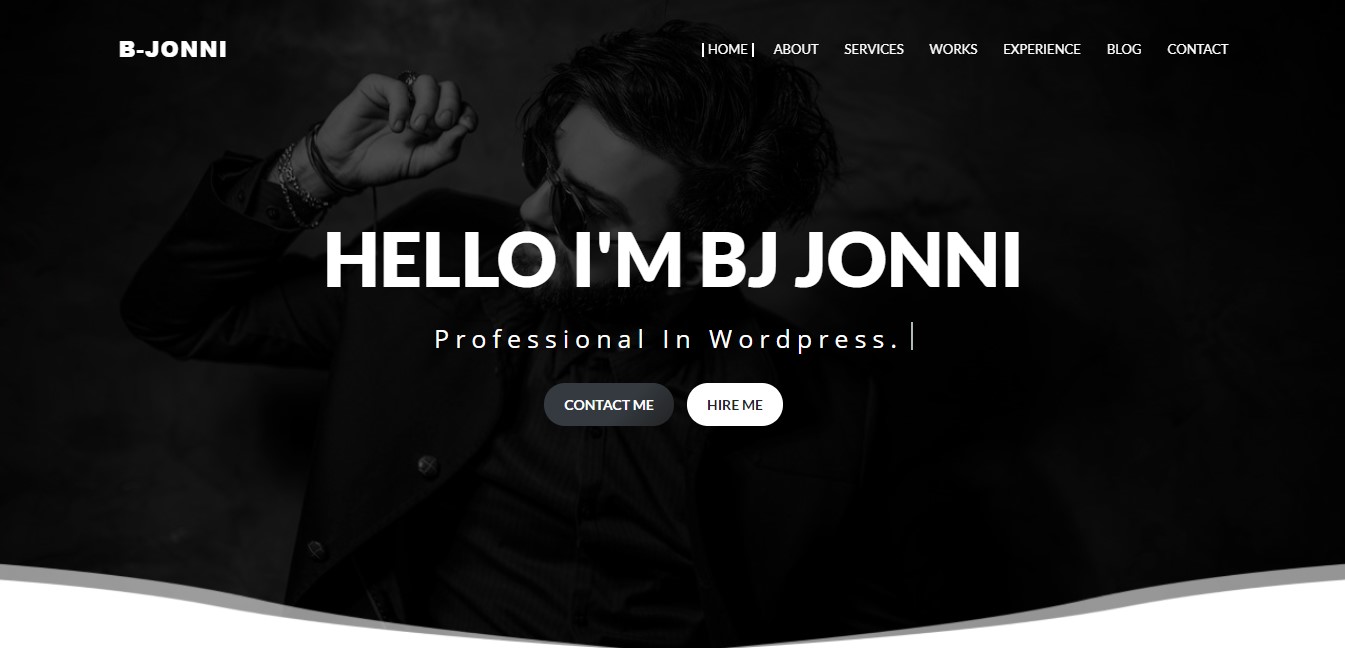 B-JONNI
HOME ABOUT SERVICES WORKS EXPERIENCE BLOG CONTACT
HELLO I'M BJ JONNI
Professional In Wordpress.
CONTACT ME HIRE ME